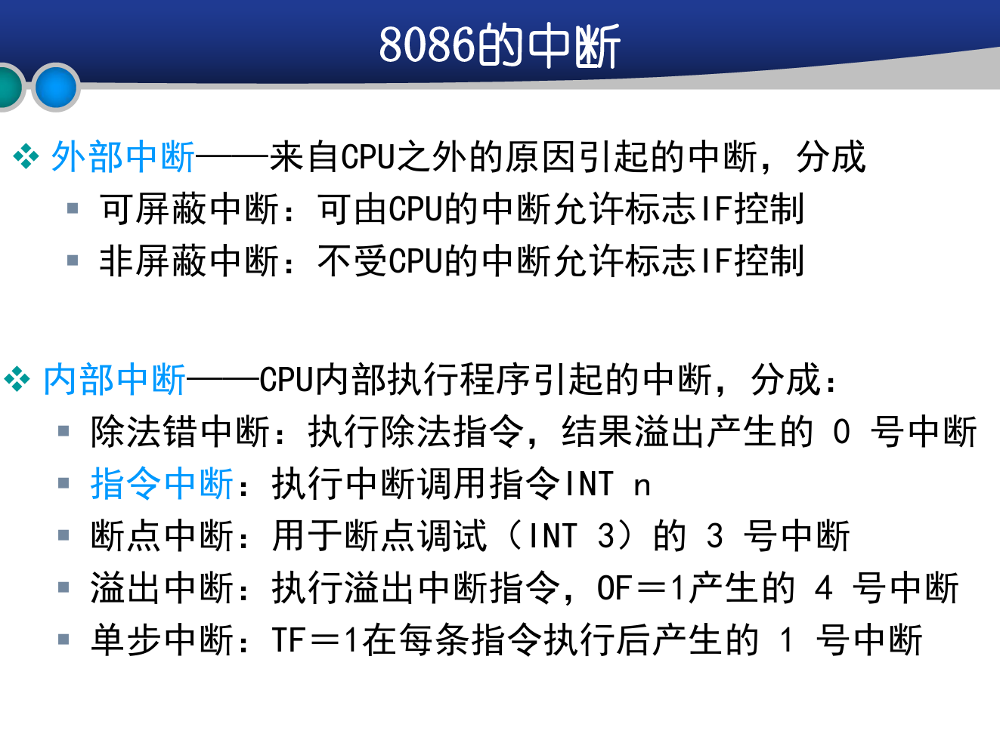 8086的中断
外部中断——来自CPU之外的原因引起的中断，分成
可屏蔽中断：可由CPU的中断允许标志IF控制
非屏蔽中断：不受CPU的中断允许标志IF控制
内部中断——CPU内部执行程序引起的中断，分成：
除法错中断：执行除法指令，结果溢出产生的 0 号中断
指令中断：执行中断调用指令INT n
断点中断：用于断点调试（INT 3）的 3 号中断
溢出中断：执行溢出中断指令，OF＝1产生的 4 号中断
单步中断：TF＝1在每条指令执行后产生的 1 号中断